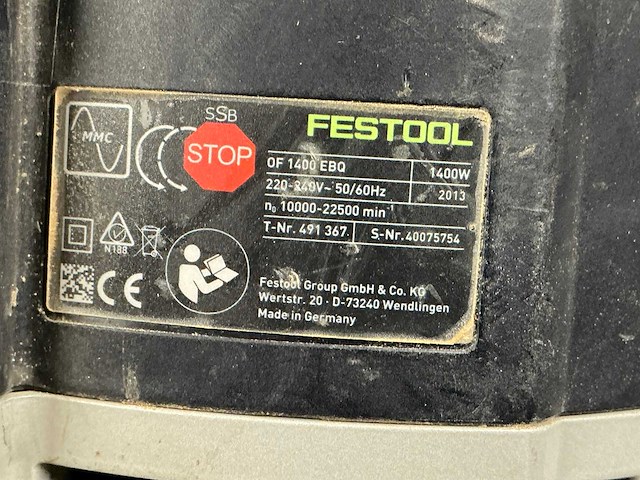 MMC
SSB
STOP
FESTOOL
OF 1400 EBQ 1400W
220-240V~ 50/60Hz 2013
n₀ 10000-22500 min⁻¹
T-Nr. 491 367 S-Nr. 40075754
N188
CE
Festool Group GmbH & Co. KG
Wertstr. 20 · D-73240 Wendlingen
Made in Germany